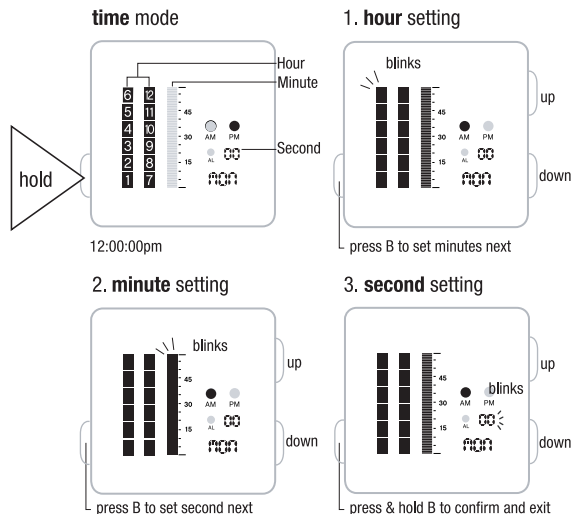 time mode
Hour
Minute
6 12
5 11
4 10
3 9
2 8
1 7
45
30
15
AM PM
AL 00
MON
Second
hold
12:00:00pm
1. hour setting
blinks
45
30
15
AM PM
AL 00
MON
up
down
press B to set minutes next
2. minute setting
blinks
45
30
15
AM PM
AL 00
MON
up
down
press B to set second next
3. second setting
45
30
15
AM PM
blinks
AL 00
MON
up
down
press & hold B to confirm and exit